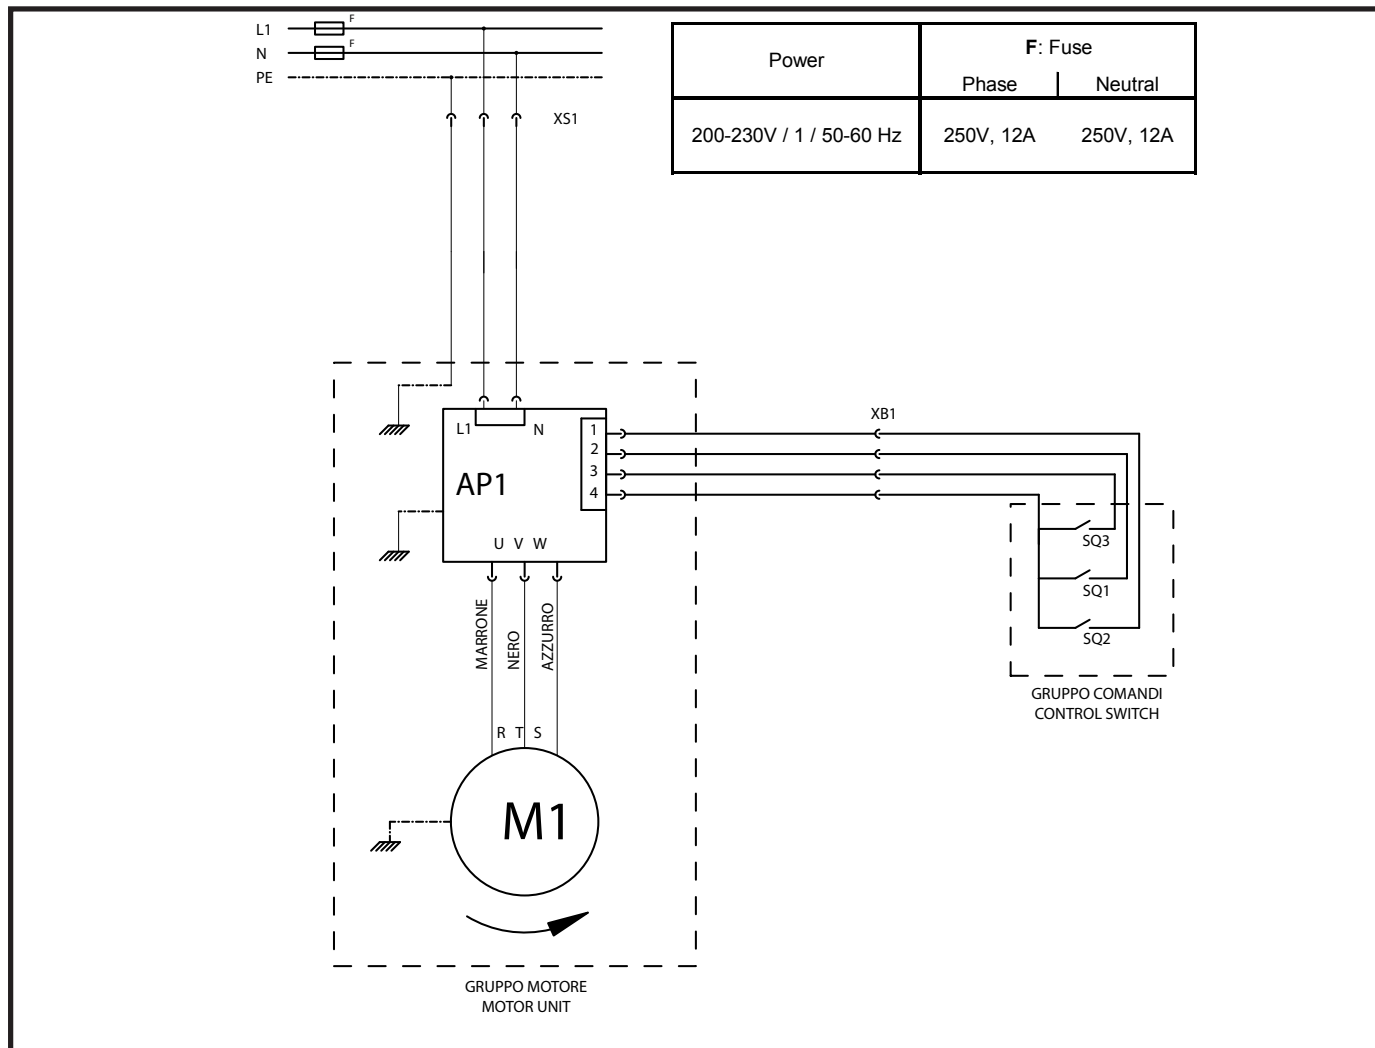 L1
F
N
F
PE
XS1
Power
F: Fuse
Phase
Neutral
200-230V / 1 / 50-60 Hz
250V, 12A
250V, 12A
L1
N
AP1
1
2
3
4
XB1
U V W
MARRONE
NERO
AZZURRO
R T S
M1
SQ3
SQ1
SQ2
GRUPPO COMANDI
CONTROL SWITCH
GRUPPO MOTORE
MOTOR UNIT